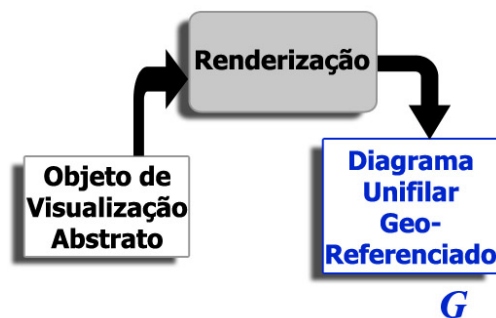 Renderização
Objeto de
Visualização
Abstrato
Diagrama
Unifilar
Geo-
Referenciado
G